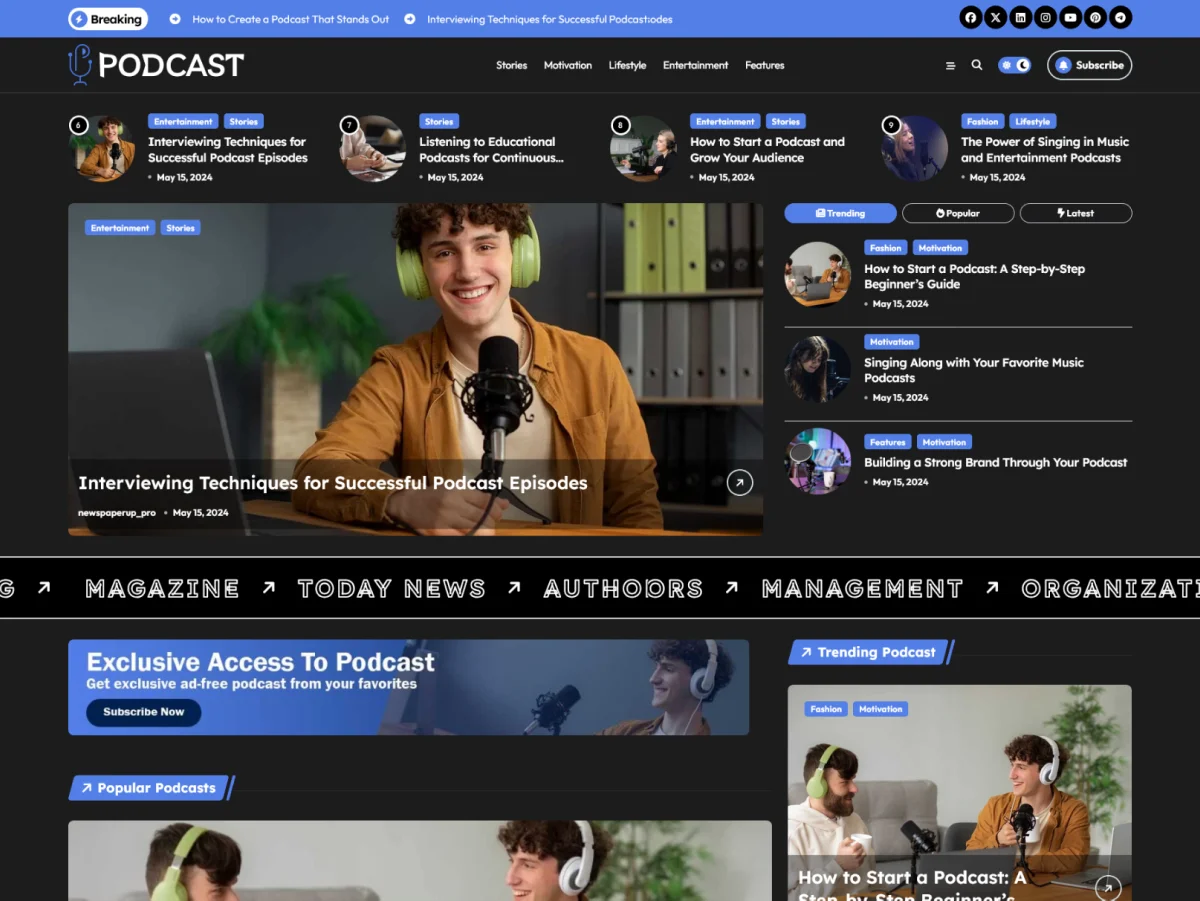 Breaking
How to Create a Podcast That Stands Out
Interviewing Techniques for Successful Podcast
PODCAST
Stories Motivation Lifestyle Entertainment Features
Subscribe
6
Entertainment Stories
Interviewing Techniques for
Successful Podcast Episodes
May 15, 2024
7
Stories
Listening to Educational
Podcasts for Continuous...
May 15, 2024
8
Entertainment Stories
How to Start a Podcast and
Grow Your Audience
May 15, 2024
9
Fashion Lifestyle
The Power of Singing in Music
and Entertainment Podcasts
May 15, 2024
Entertainment Stories
Interviewing Techniques for Successful Podcast Episodes
newspaperup_pro May 15, 2024
Trending Popular Latest
Fashion Motivation
How to Start a Podcast: A Step-by-Step
Beginner's Guide
May 15, 2024
Motivation
Singing Along with Your Favorite Music
Podcasts
May 15, 2024
Features Motivation
Building a Strong Brand Through Your Podcast
May 15, 2024
G MAGAZINE TODAY NEWS AUTHOORS MANAGEMENT ORGANIZATI
Exclusive Access To Podcast
Get exclusive ad-free podcast from your favorites
Subscribe Now
Popular Podcasts
Trending Podcast
Fashion Motivation
How to Start a Podcast: A
Step-by-Step Beginner's